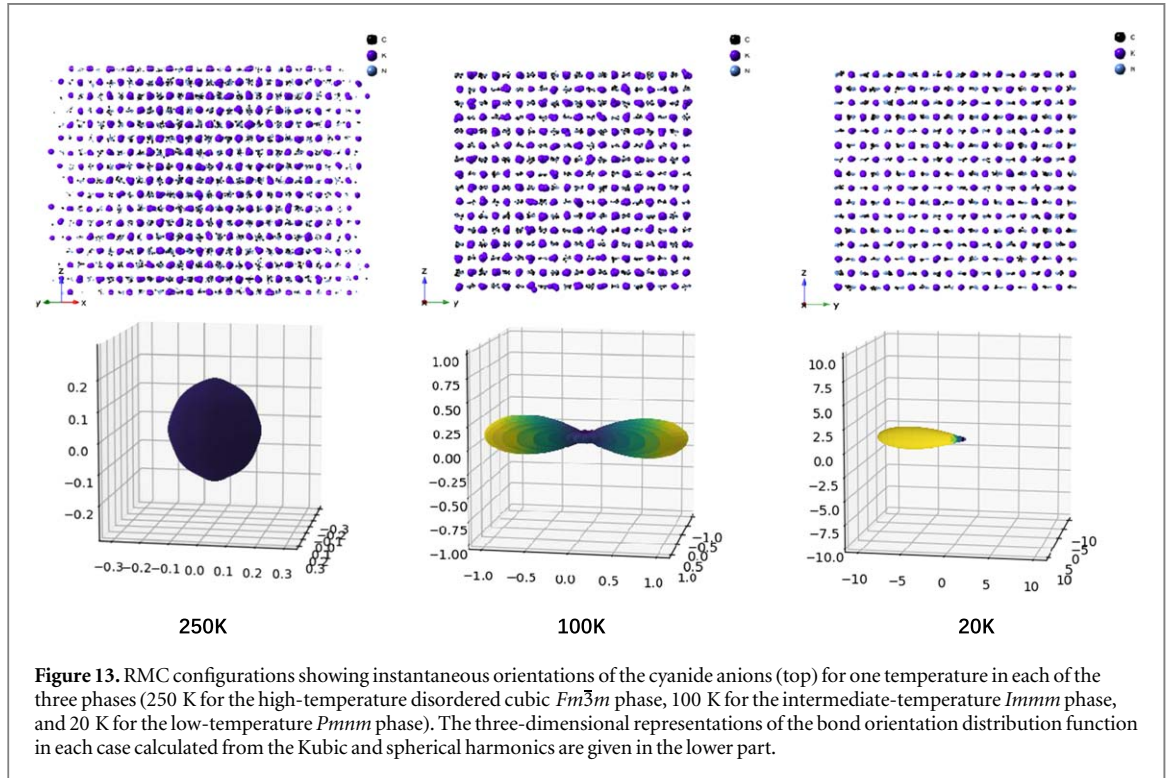 C
K
N
C
K
N
C
K
N
z
y x
z
x y
z
x y
0.2
0.1
0.0
−0.1
−0.2
−0.3 −0.2 −0.1 0.0 0.1 0.2 0.3
1.00
0.75
0.50
0.25
0.00
−0.25
−0.50
−0.75
−1.00
−1.0 −0.5 0.0 0.5 1.0
−1.0
−0.5
0.0
0.5
1.0
10.0
7.5
5.0
2.5
0.0
−2.5
−5.0
−7.5
−10.0
−10 −5 0 5 10
−10
−5
0
5
10
250K 100K 20K
Figure 13. RMC configurations showing instantaneous orientations of the cyanide anions (top) for one temperature in each of the
three phases (250 K for the high-temperature disordered cubic Fm3̅m phase, 100 K for the intermediate-temperature Immm phase,
and 20 K for the low-temperature Pmnm phase). The three-dimensional representations of the bond orientation distribution function
in each case calculated from the Kubic and spherical harmonics are given in the lower part.